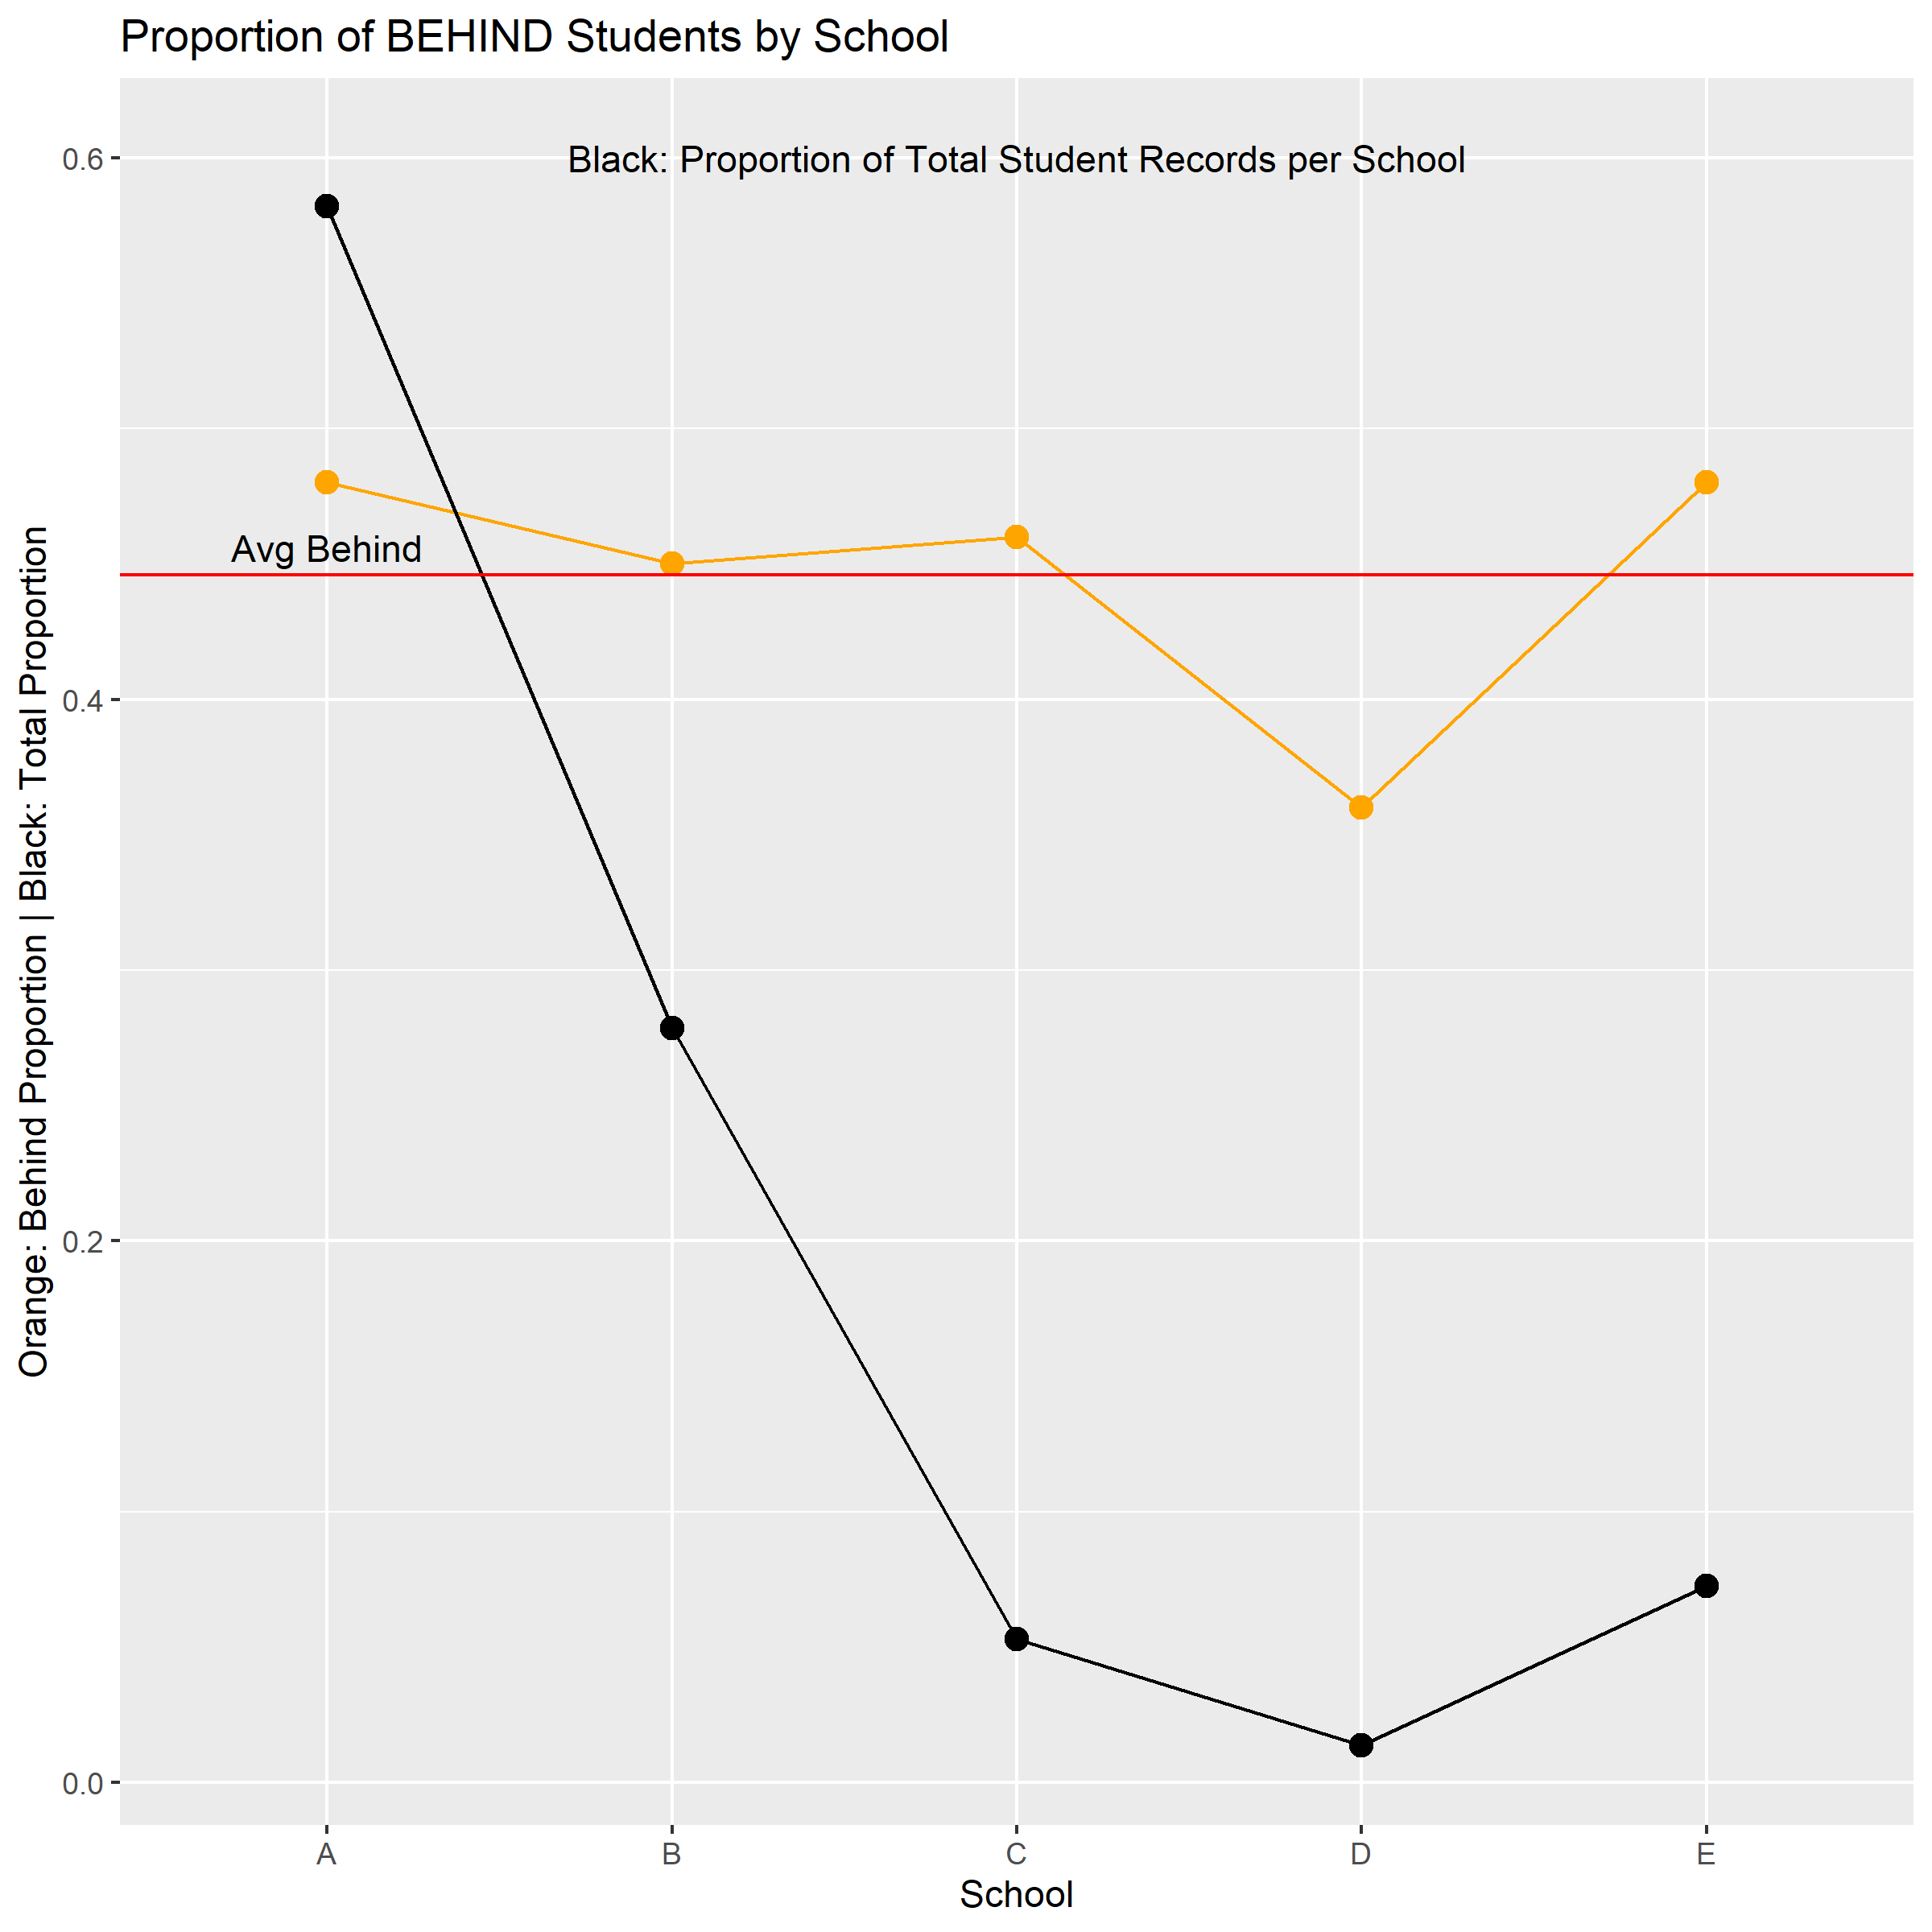 Proportion of BEHIND Students by School
Orange: Behind Proportion | Black: Total Proportion
0.6
0.4
0.2
0.0
Black: Proportion of Total Student Records per School
Avg Behind
A
B
C
D
E
School